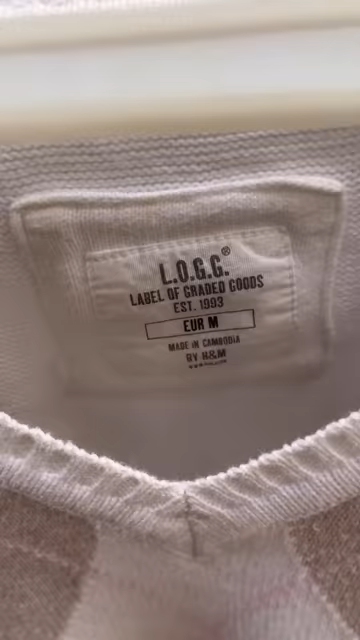 L.O.G.G.®
LABEL OF GRADED GOODS
EST. 1993
EUR M
MADE IN CAMBODIA
BY H&M